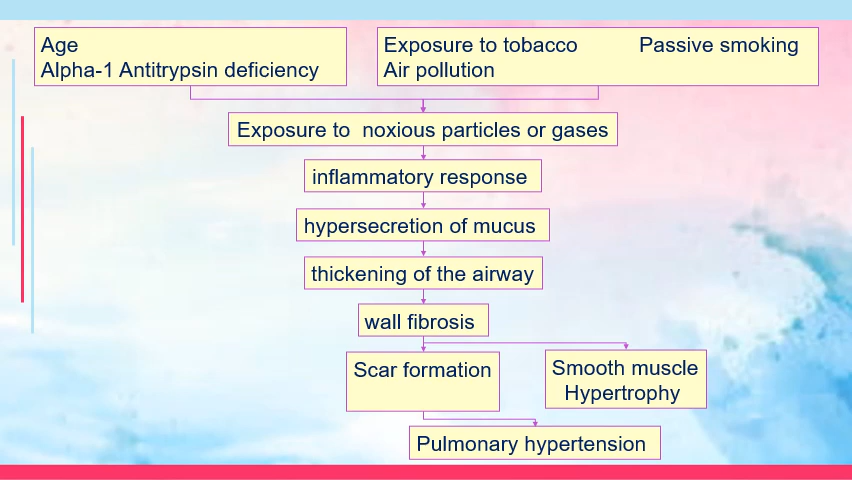 Age
Alpha-1 Antitrypsin deficiency
Exposure to tobacco Passive smoking
Air pollution
Exposure to noxious particles or gases
inflammatory response
hypersecretion of mucus
thickening of the airway
wall fibrosis
Scar formation
Smooth muscle
Hypertrophy
Pulmonary hypertension